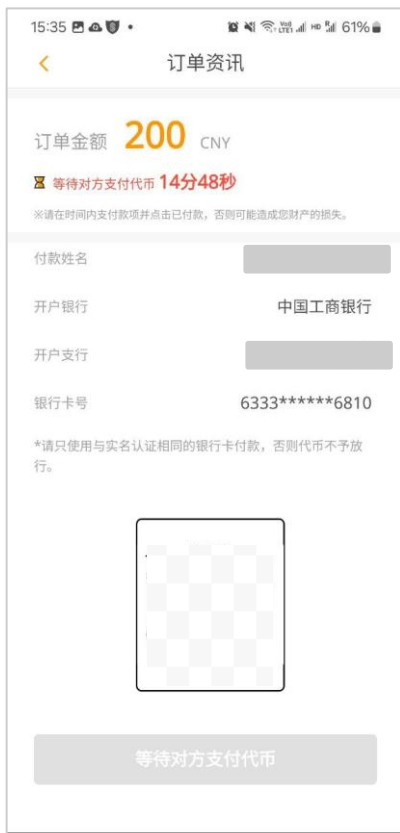 15:35 HD 61%
订单资讯
订单金额 200 CNY
等待对方支付代币 14分48秒
※请在时间内支付款项并点击已付款，否则可能造成您财产的损失。
付款姓名
开户银行 中国工商银行
开户支行
银行卡号 6333******6810
*请只使用与实名认证相同的银行卡付款，否则代币不予放
行。
等待对方支付代币